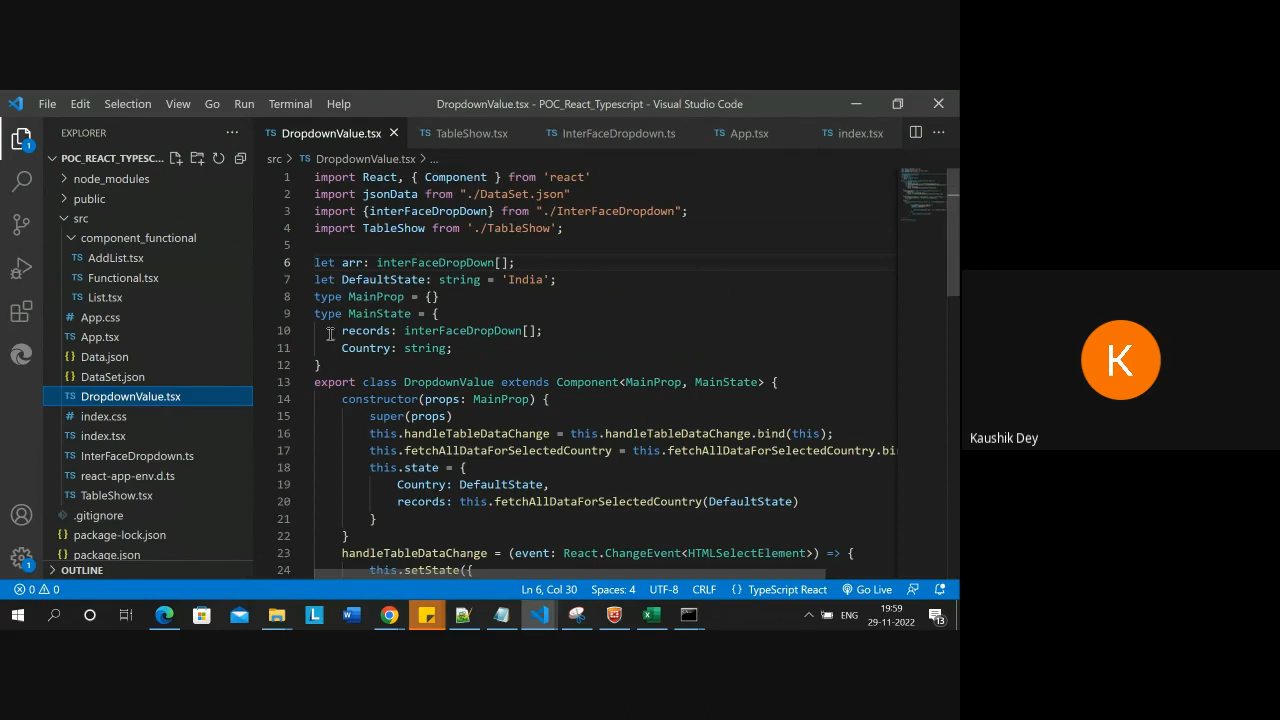 File Edit Selection View Go Run Terminal Help DropdownValue.tsx - POC_React_Typescript - Visual Studio Code
EXPLORER
DropdownValue.tsx TableShow.tsx InterFaceDropdown.ts App.tsx index.tsx
POC_REACT_TYPESC...
src > DropdownValue.tsx > ...
node_modules
public
src
component_functional
AddList.tsx
Functional.tsx
List.tsx
App.css
App.tsx
Data.json
DataSet.json
DropdownValue.tsx
index.css
index.tsx
InterFaceDropdown.ts
react-app-env.d.ts
TableShow.tsx
.gitignore
package-lock.json
package.json
OUTLINE
1 import React, { Component } from 'react'
2 import jsonData from "./DataSet.json"
3 import {interFaceDropDown} from "./InterFaceDropdown";
4 import TableShow from './TableShow';
5
6 let arr: interFaceDropDown[];
7 let DefaultState: string = 'India';
8 type MainProp = {}
9 type MainState = {
10 records: interFaceDropDown[];
11 Country: string;
12 }
13 export class DropdownValue extends Component<MainProp, MainState> {
14 constructor(props: MainProp) {
15 super(props)
16 this.handleTableDataChange = this.handleTableDataChange.bind(this);
17 this.fetchAllDataForSelectedCountry = this.fetchAllDataForSelectedCountry.bin
18 this.state = {
19 Country: DefaultState,
20 records: this.fetchAllDataForSelectedCountry(DefaultState)
21 }
22 }
23 handleTableDataChange = (event: React.ChangeEvent<HTMLSelectElement>) => {
24 this.setState({
0 0 Ln 6, Col 30 Spaces: 4 UTF-8 CRLF {} TypeScript React Go Live
ENG 19:59
29-11-2022 13
K
Kaushik Dey